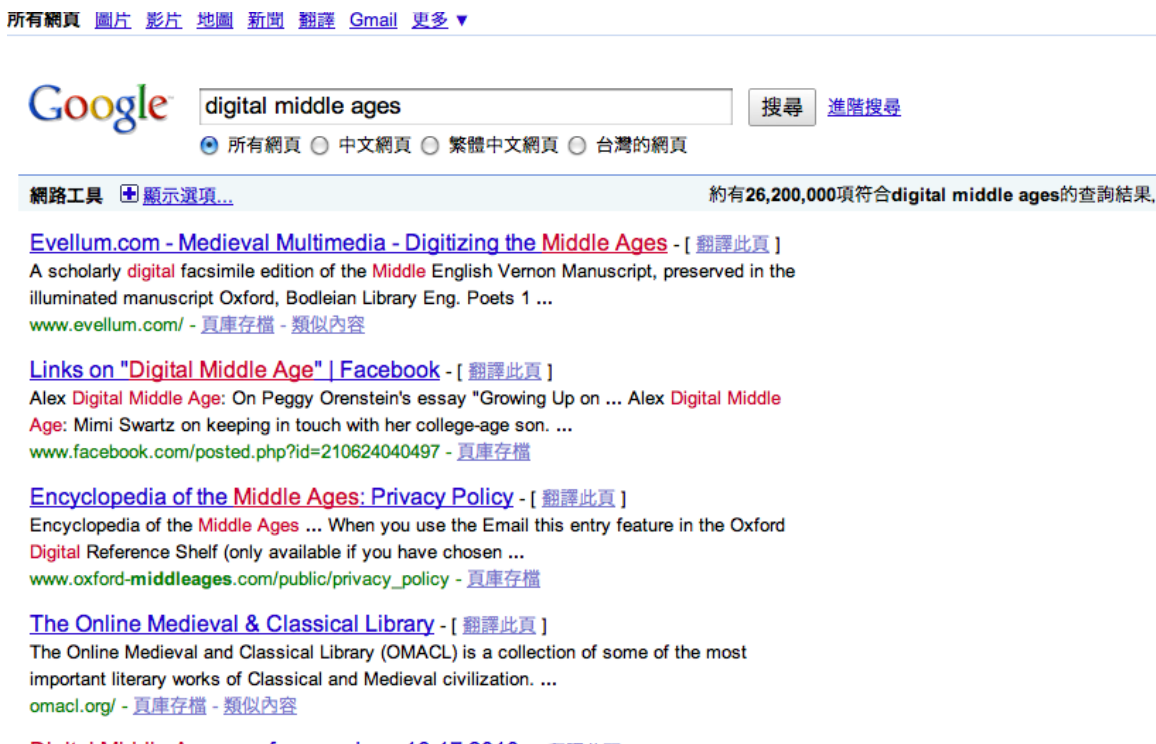 所有網頁 圖片 影片 地圖 新聞 翻譯 Gmail 更多 ▼
Google digital middle ages 搜尋 進階搜尋
所有網頁 中文網頁 繁體中文網頁 台灣的網頁
網路工具 顯示選項... 約有26,200,000項符合digital middle ages的查詢結果,
Evellum.com - Medieval Multimedia - Digitizing the Middle Ages - [ 翻譯此頁 ]
A scholarly digital facsimile edition of the Middle English Vernon Manuscript, preserved in the
illuminated manuscript Oxford, Bodleian Library Eng. Poets 1 ...
www.evellum.com/ - 頁庫存檔 - 類似內容
Links on "Digital Middle Age" | Facebook - [ 翻譯此頁 ]
Alex Digital Middle Age: On Peggy Orenstein's essay "Growing Up on ... Alex Digital Middle
Age: Mimi Swartz on keeping in touch with her college-age son. ...
www.facebook.com/posted.php?id=210624040497 - 頁庫存檔
Encyclopedia of the Middle Ages: Privacy Policy - [ 翻譯此頁 ]
Encyclopedia of the Middle Ages ... When you use the Email this entry feature in the Oxford
Digital Reference Shelf (only available if you have chosen ...
www.oxford-middleages.com/public/privacy_policy - 頁庫存檔
The Online Medieval & Classical Library - [ 翻譯此頁 ]
The Online Medieval and Classical Library (OMACL) is a collection of some of the most
important literary works of Classical and Medieval civilization. ...
omacl.org/ - 頁庫存檔 - 類似內容